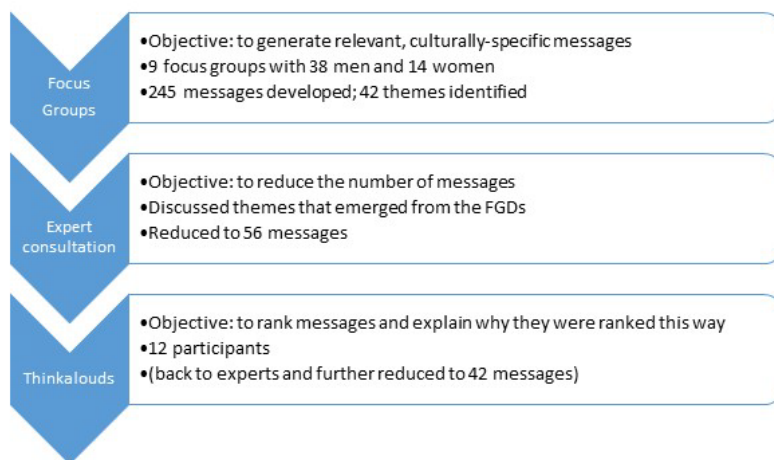 Focus
Groups
•Objective: to generate relevant, culturally-specific messages
•9 focus groups with 38 men and 14 women
•245 messages developed; 42 themes identified
Expert
consultation
•Objective: to reduce the number of messages
•Discussed themes that emerged from the FGDs
•Reduced to 56 messages
Thinkalouds
•Objective: to rank messages and explain why they were ranked this way
•12 participants
•(back to experts and further reduced to 42 messages)